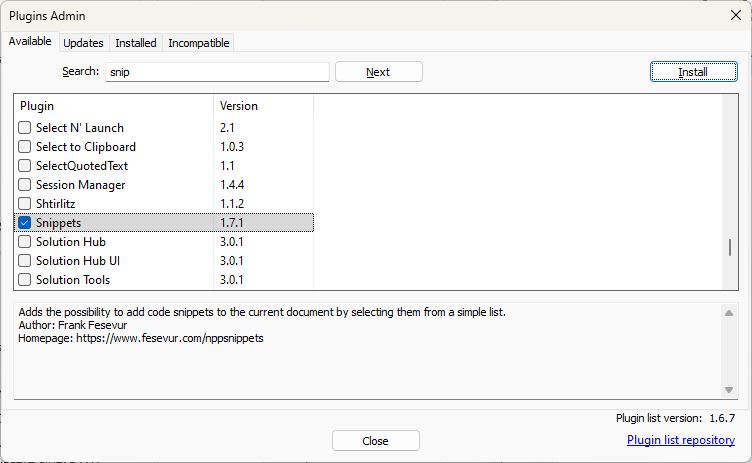 Plugins Admin
Available Updates Installed Incompatible
Search: snip Next Install
Plugin Version
Select N' Launch 2.1
Select to Clipboard 1.0.3
SelectQuotedText 1.1
Session Manager 1.4.4
Shtirlitz 1.1.2
Snippets 1.7.1
Solution Hub 3.0.1
Solution Hub UI 3.0.1
Solution Tools 3.0.1
Adds the possibility to add code snippets to the current document by selecting them from a simple list.
Author: Frank Fesevur
Homepage: https://www.fesevur.com/nppsnippets
Plugin list version: 1.6.7
Close
Plugin list repository